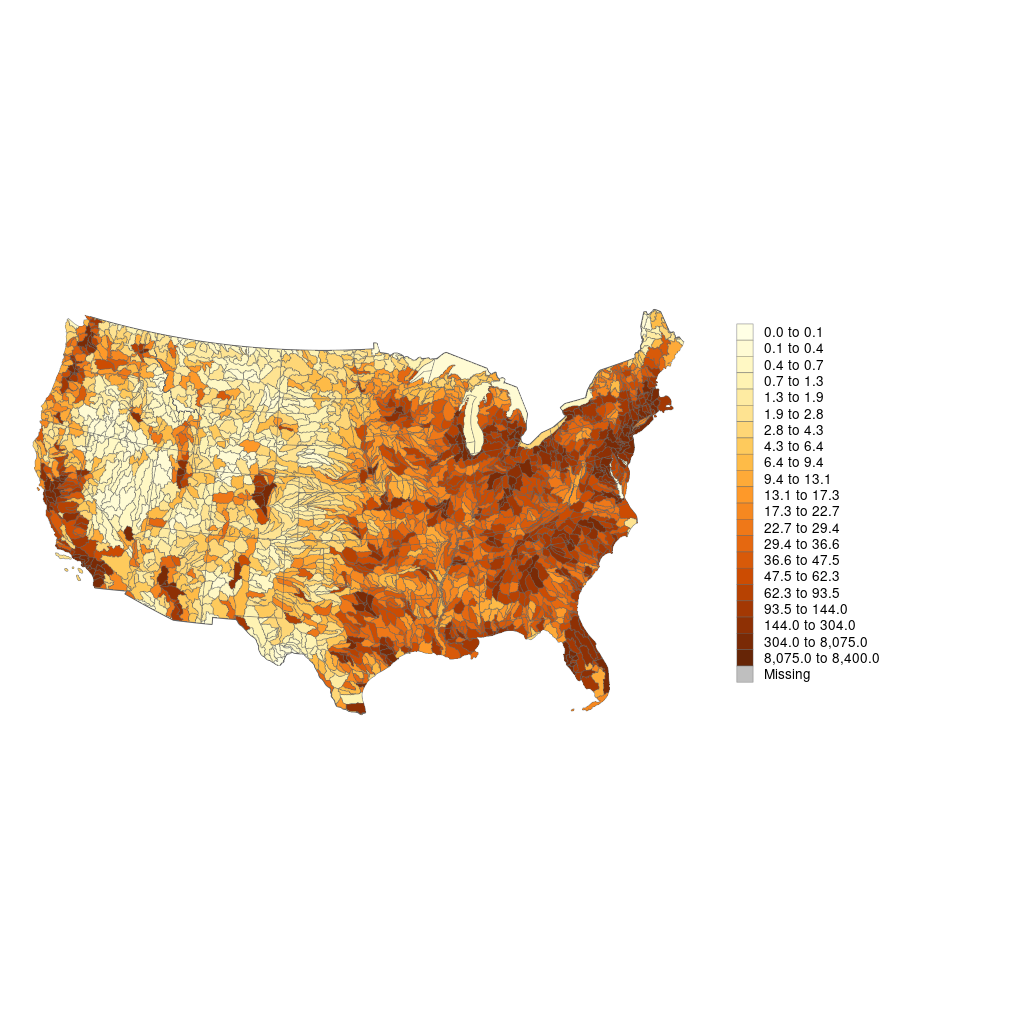 0.0 to 0.1
0.1 to 0.4
0.4 to 0.7
0.7 to 1.3
1.3 to 1.9
1.9 to 2.8
2.8 to 4.3
4.3 to 6.4
6.4 to 9.4
9.4 to 13.1
13.1 to 17.3
17.3 to 22.7
22.7 to 29.4
29.4 to 36.6
36.6 to 47.5
47.5 to 62.3
62.3 to 93.5
93.5 to 144.0
144.0 to 304.0
304.0 to 8,075.0
8,075.0 to 8,400.0
Missing